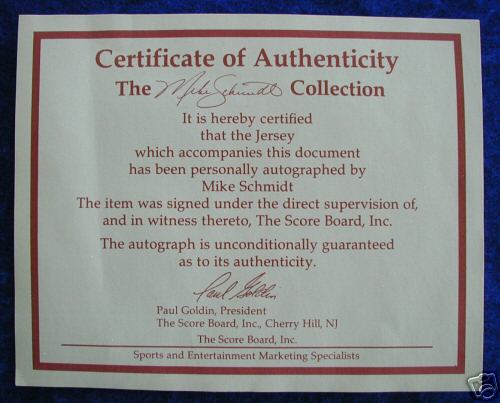 Certificate of Authenticity
The Mike Schmidt Collection
It is hereby certified
that the Jersey
which accompanies this document
has been personally autographed by
Mike Schmidt
The item was signed under the direct supervision of,
and in witness thereto, The Score Board, Inc.
The autograph is unconditionally guaranteed
as to its authenticity.
Paul Goldin
Paul Goldin, President
The Score Board, Inc., Cherry Hill, NJ
The Score Board, Inc.
Sports and Entertainment Marketing Specialists